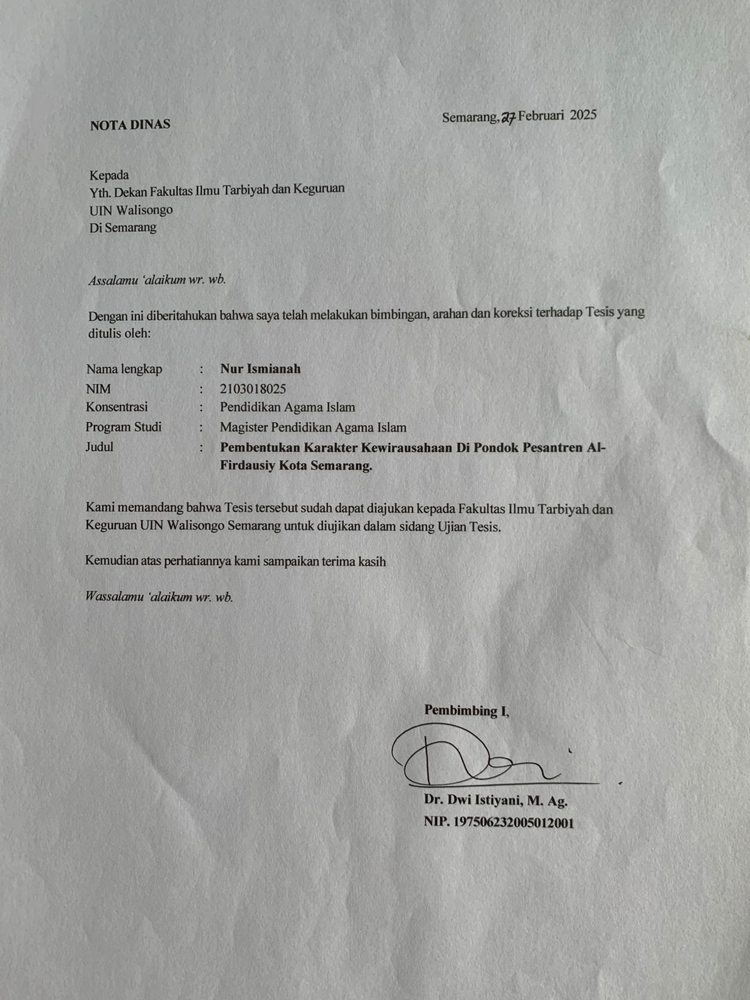 NOTA DINAS
Semarang, 27 Februari 2025
Kepada
Yth. Dekan Fakultas Ilmu Tarbiyah dan Keguruan
UIN Walisongo
Di Semarang
Assalamu ‘alaikum wr. wb.
Dengan ini diberitahukan bahwa saya telah melakukan bimbingan, arahan dan koreksi terhadap Tesis yang
ditulis oleh:
Nama lengkap : Nur Ismianah
NIM : 2103018025
Konsentrasi : Pendidikan Agama Islam
Program Studi : Magister Pendidikan Agama Islam
Judul : Pembentukan Karakter Kewirausahaan Di Pondok Pesantren Al-
Firdausiy Kota Semarang.
Kami memandang bahwa Tesis tersebut sudah dapat diajukan kepada Fakultas Ilmu Tarbiyah dan
Keguruan UIN Walisongo Semarang untuk diujikan dalam sidang Ujian Tesis.
Kemudian atas perhatiannya kami sampaikan terima kasih
Wassalamu ‘alaikum wr. wb.
Pembimbing I,
Dr. Dwi Istiyani, M. Ag.
NIP. 197506232005012001